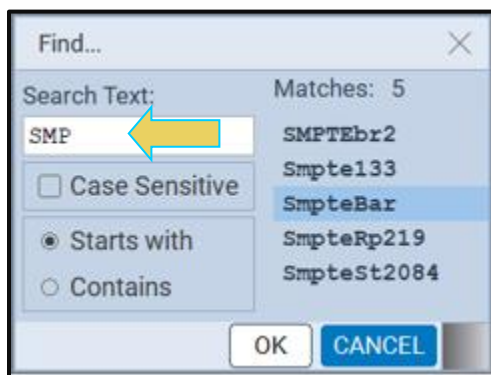 Find...
Search Text:
SMP
Case Sensitive
Starts with
Contains
Matches: 5
SMPTEbr2
Smpte133
SmpteBar
SmpteRp219
SmpteSt2084
OK
CANCEL